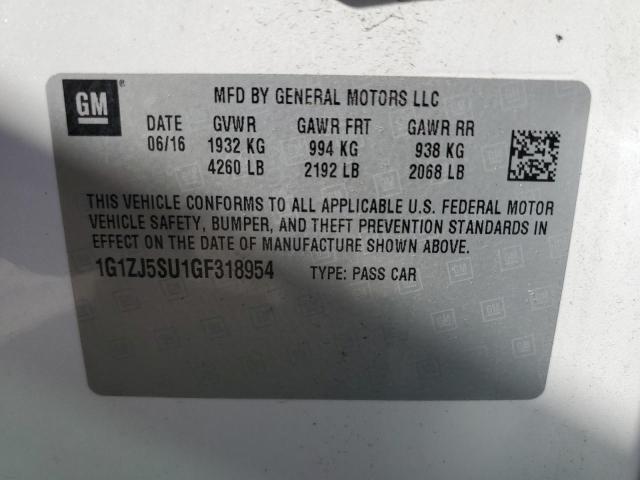 GM
MFD BY GENERAL MOTORS LLC
DATE GVWR GAWR FRT GAWR RR
06/16 1932 KG 994 KG 938 KG
4260 LB 2192 LB 2068 LB
THIS VEHICLE CONFORMS TO ALL APPLICABLE U.S. FEDERAL MOTOR
VEHICLE SAFETY, BUMPER, AND THEFT PREVENTION STANDARDS IN
EFFECT ON THE DATE OF MANUFACTURE SHOWN ABOVE.
1G1ZJ5SU1GF318954 TYPE: PASS CAR